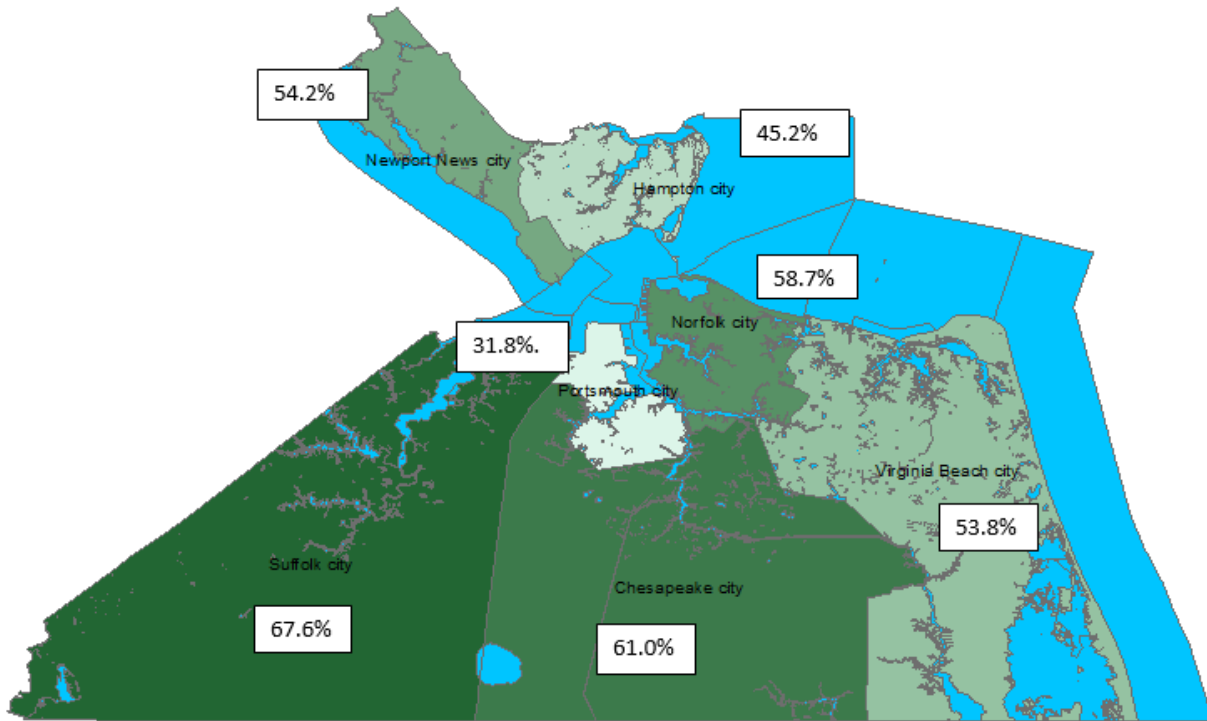 54.2%
45.2%
Newport News city
Hampton city
58.7%
Norfolk city
31.8%.
Portsmouth city
Virginia Beach city
53.8%
Suffolk city
Chesapeake city
67.6%
61.0%